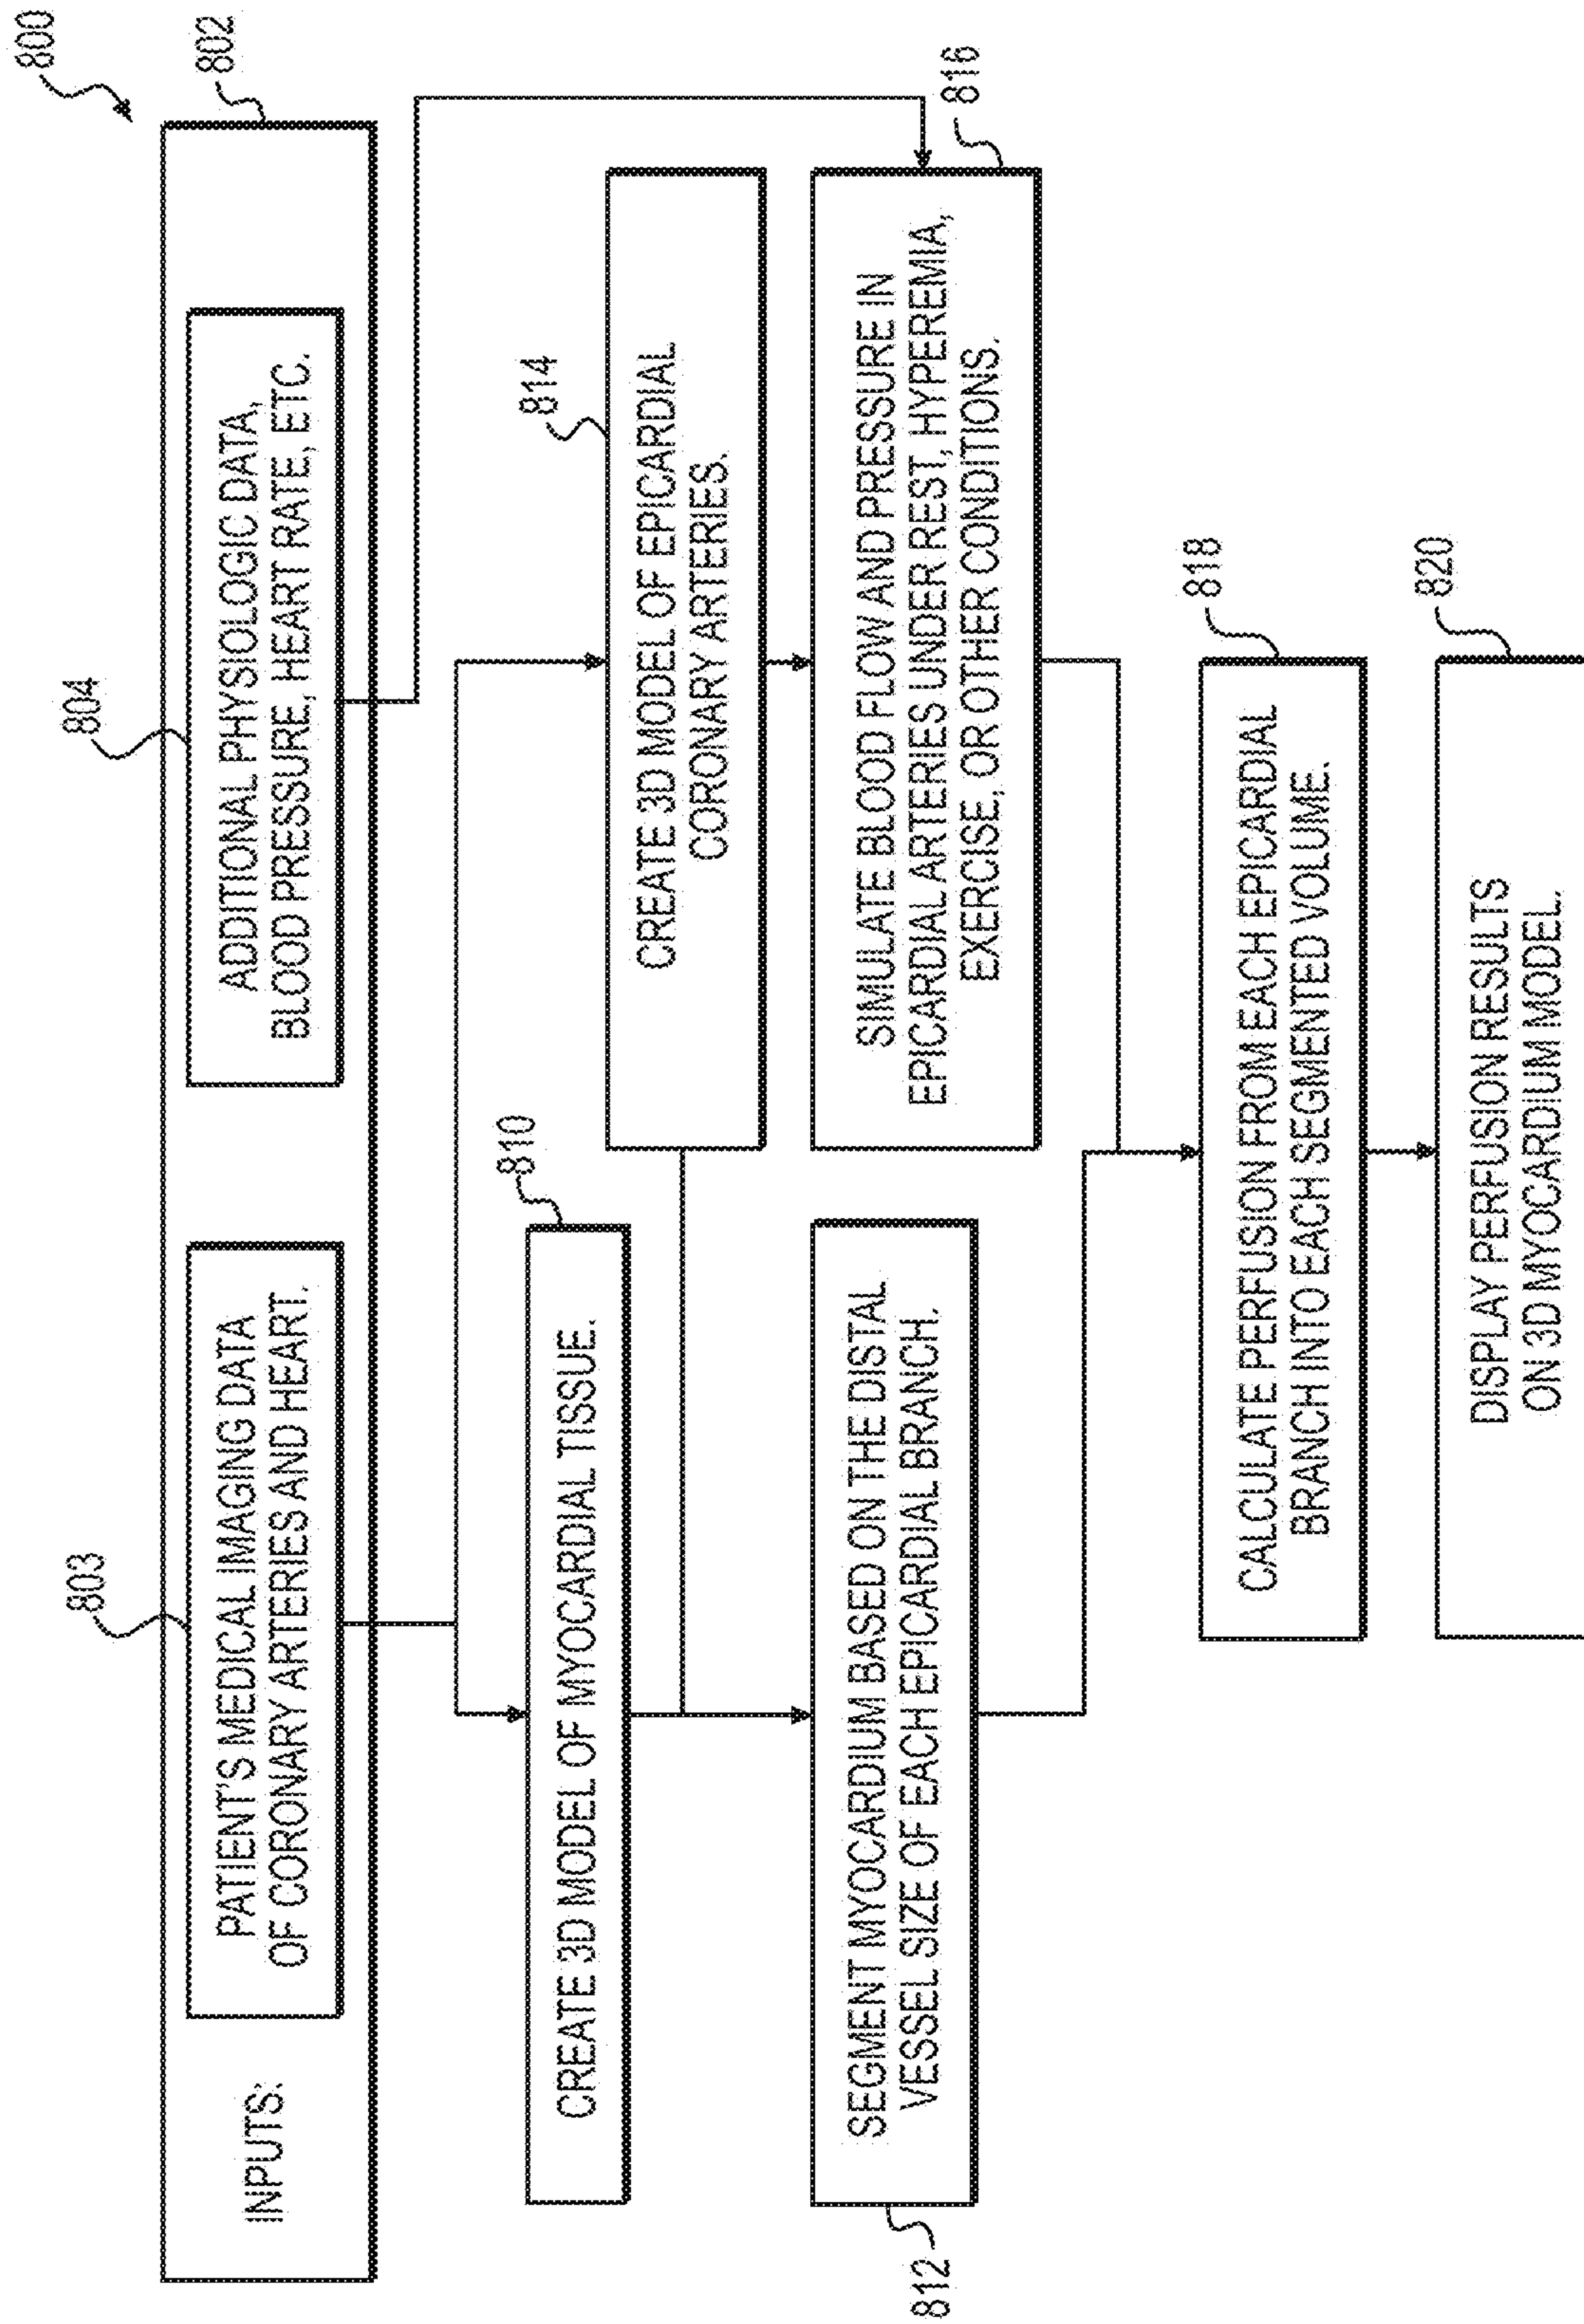 800
802
INPUTS:
803
PATIENT'S MEDICAL IMAGING DATA
OF CORONARY ARTERIES AND HEART.
804
ADDITIONAL PHYSIOLOGIC DATA,
BLOOD PRESSURE, HEART RATE, ETC.
810
CREATE 3D MODEL OF MYOCARDIAL TISSUE.
814
CREATE 3D MODEL OF EPICARDIAL
CORONARY ARTERIES.
812
SEGMENT MYOCARDIUM BASED ON THE DISTAL
VESSEL SIZE OF EACH EPICARDIAL BRANCH.
816
SIMULATE BLOOD FLOW AND PRESSURE IN
EPICARDIAL ARTERIES UNDER REST, HYPEREMIA,
EXERCISE, OR OTHER CONDITIONS.
818
CALCULATE PERFUSION FROM EACH EPICARDIAL
BRANCH INTO EACH SEGMENTED VOLUME.
820
DISPLAY PERFUSION RESULTS
ON 3D MYOCARDIUM MODEL.